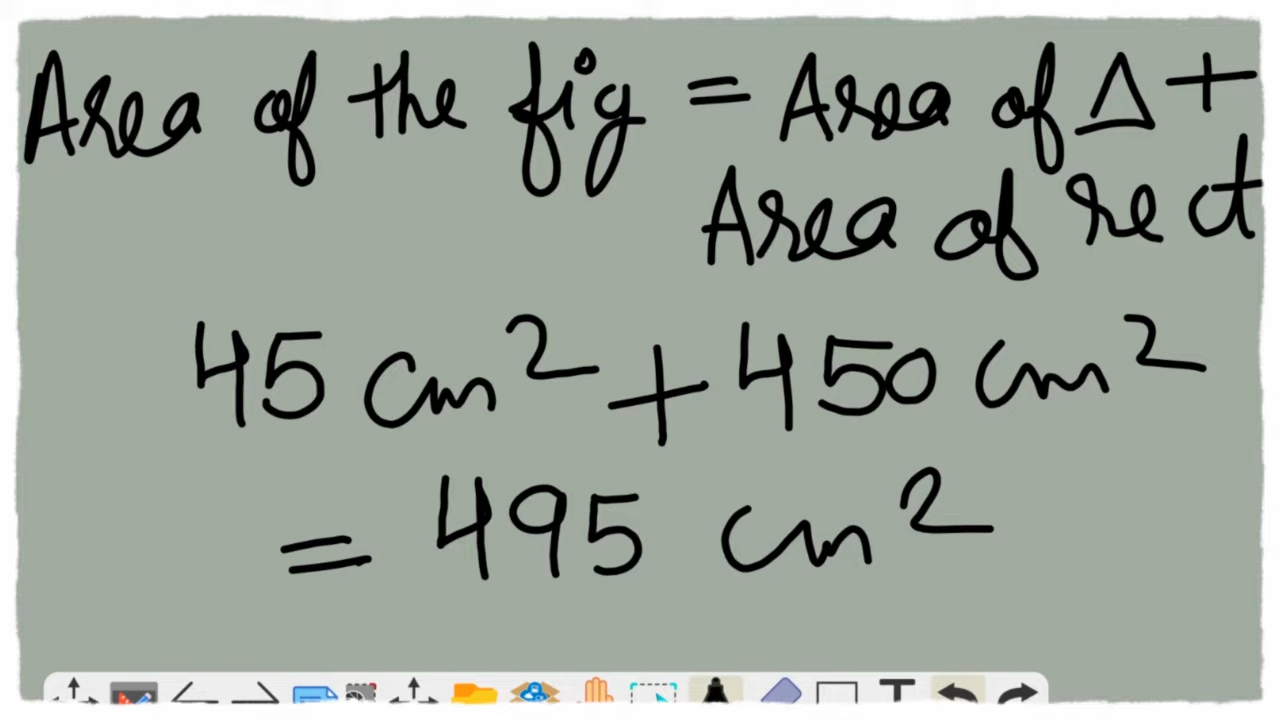 Area of the fig = Area of Δ +
Area of rect
45 cm² + 450 cm²
= 495 cm²
T